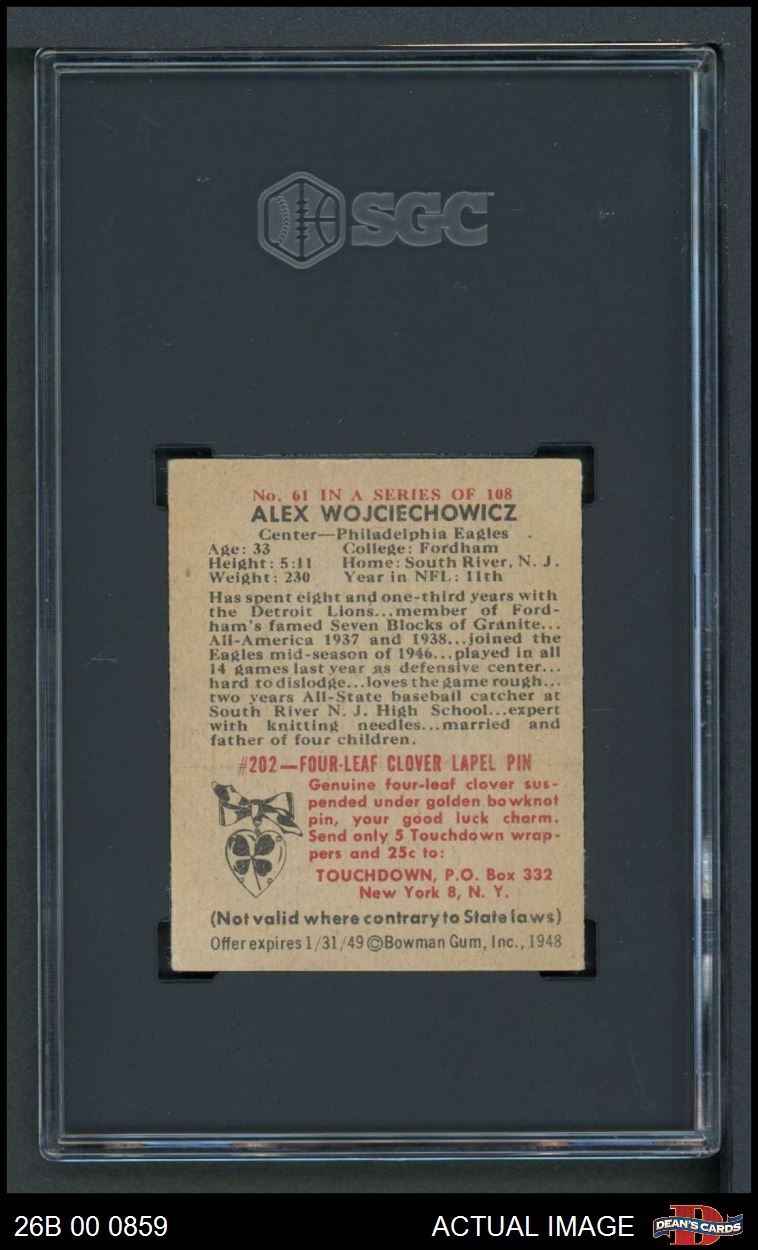 SGC
No. 61 IN A SERIES OF 108
ALEX WOJCIECHOWICZ
Center—Philadelphia Eagles
Age: 33 College: Fordham
Height: 5:11 Home: South River, N. J.
Weight: 230 Year in NFL: 11th
Has spent eight and one-third years with
the Detroit Lions...member of Ford-
ham's famed Seven Blocks of Granite...
All-America 1937 and 1938...joined the
Eagles mid-season of 1946...played in all
14 games last year as defensive center...
hard to dislodge...loves the game rough...
two years All-State baseball catcher at
South River N. J. High School...expert
with knitting needles...married and
father of four children.
#202—FOUR-LEAF CLOVER LAPEL PIN
Genuine four-leaf clover sus-
pended under golden bowknot
pin, your good luck charm.
Send only 5 Touchdown wrap-
pers and 25c to:
TOUCHDOWN, P.O. Box 332
New York 8, N. Y.
(Not valid where contrary to State laws)
Offer expires 1/31/49 ©Bowman Gum, Inc., 1948
26B 00 0859 ACTUAL IMAGE DEAN'S CARDS